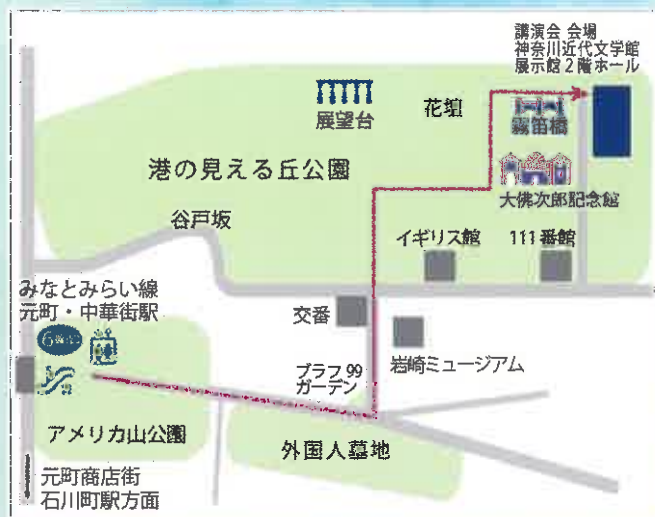 講演会 会場
神奈川近代文学館
展示館2階ホール
展望台
花壇
霧笛橋
港の見える丘公園
大佛次郎記念館
谷戸坂
イギリス館
111番館
みなとみらい線
元町・中華街駅
交番
ブラフ99
ガーデン
岩崎ミュージアム
アメリカ山公園
外国人墓地
元町商店街
石川町駅方面